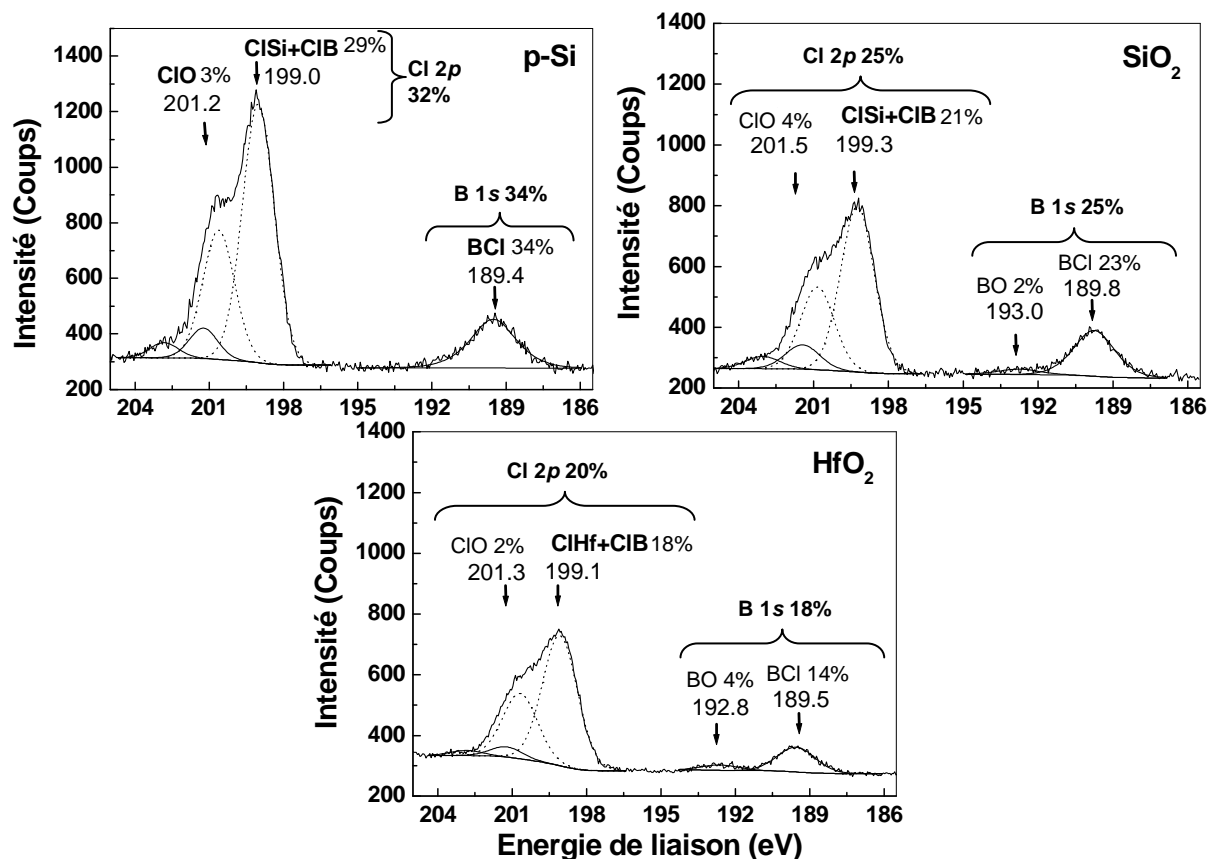 p-Si
ClSi+ClB 29%
199.0
ClO 3%
201.2
Cl 2p
32%
B 1s 34%
BCl 34%
189.4
Intensité (Coups)
1400
1200
1000
800
600
400
200
204 201 198 195 192 189 186
SiO2
Cl 2p 25%
ClSi+ClB 21%
199.3
ClO 4%
201.5
B 1s 25%
BCl 23%
189.8
BO 2%
193.0
Intensité (Coups)
1400
1200
1000
800
600
400
200
204 201 198 195 192 189 186
HfO2
Cl 2p 20%
ClO 2%
201.3
ClHf+ClB 18%
199.1
B 1s 18%
BO 4%
192.8
BCl 14%
189.5
Intensité (Coups)
1400
1200
1000
800
600
400
200
204 201 198 195 192 189 186
Energie de liaison (eV)